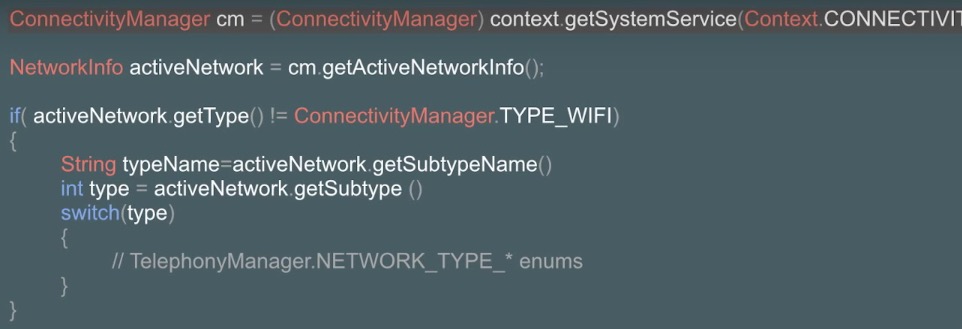 ConnectivityManager cm = (ConnectivityManager) context.getSystemService(Context.CONNECTIVIT
NetworkInfo activeNetwork = cm.getActiveNetworkInfo();
if( activeNetwork.getType() != ConnectivityManager.TYPE_WIFI)
{
String typeName=activeNetwork.getSubtypeName()
int type = activeNetwork.getSubtype ()
switch(type)
{
// TelephonyManager.NETWORK_TYPE_* enums
}
}